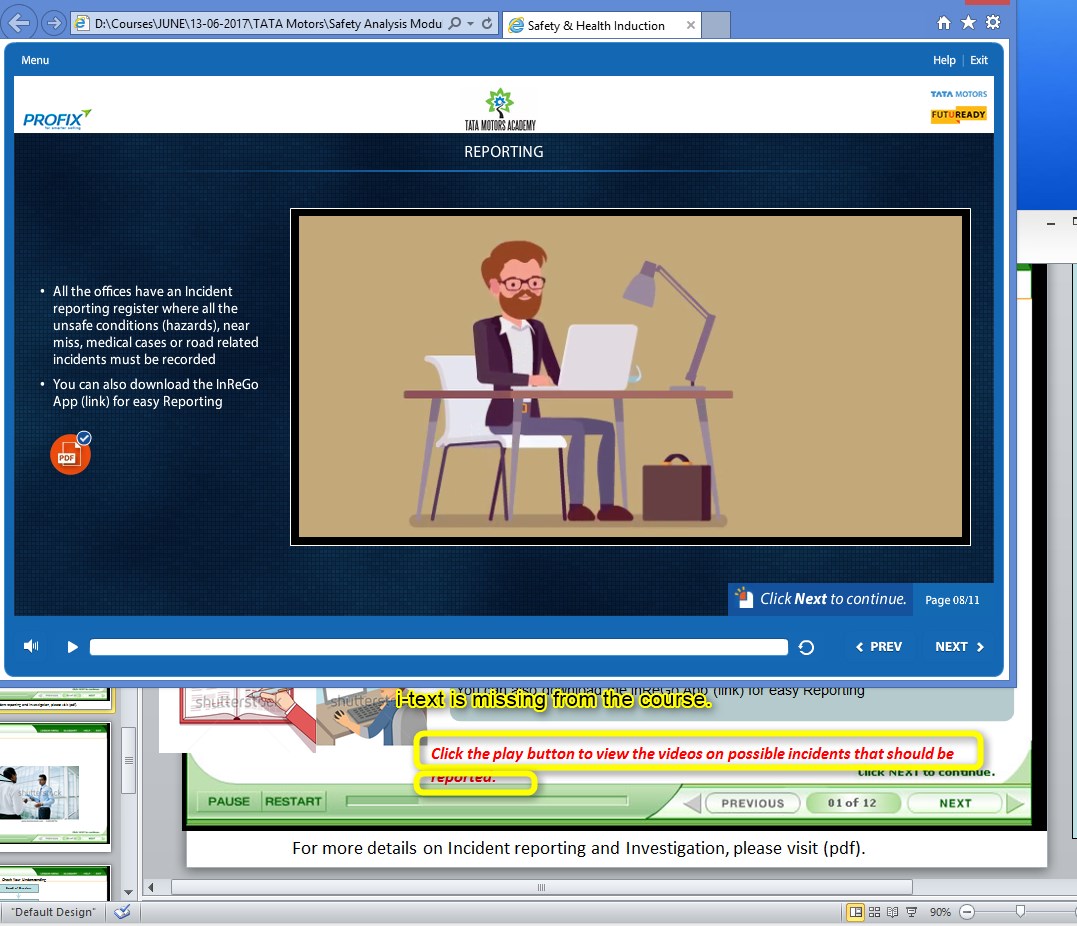 D:\Courses\JUNE\13-06-2017\TATA Motors\Safety Analysis Modu
Safety & Health Induction
Menu
Help | Exit
PROFIX
TATA MOTORS ACADEMY
TATA MOTORS
FUTUREADY
REPORTING
• All the offices have an Incident
reporting register where all the
unsafe conditions (hazards), near
miss, medical cases or road related
incidents must be recorded
• You can also download the InReGo
App (link) for easy Reporting
PDF
Click Next to continue.
Page 08/11
PREV
NEXT
You can also download the InReGo App (link) for easy Reporting
shutterstock
shutterst
i-text is missing from the course.
Click the play button to view the videos on possible incidents that should be
reported.
Click NEXT to continue.
PAUSE
RESTART
PREVIOUS
01 of 12
NEXT
For more details on Incident reporting and Investigation, please visit (pdf).
"Default Design"
90%